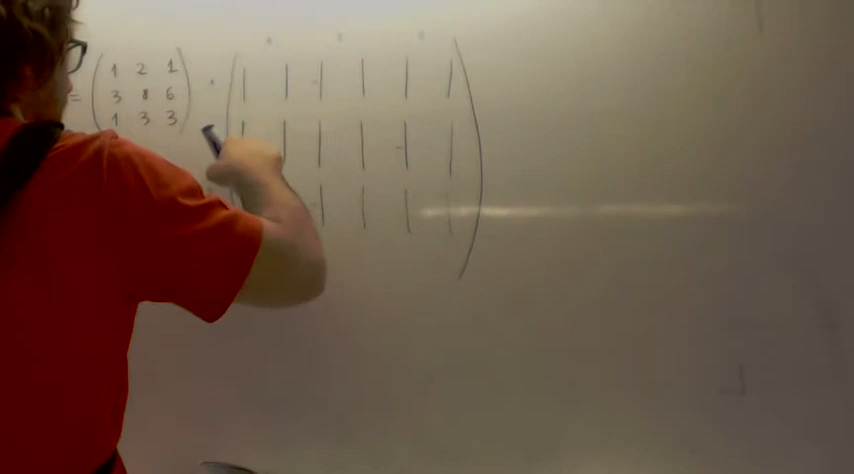 = ( 1 2 1 ) · ( | | - | | | | )
3 8 6 | | | | - | |
1 3 3 - | | | |